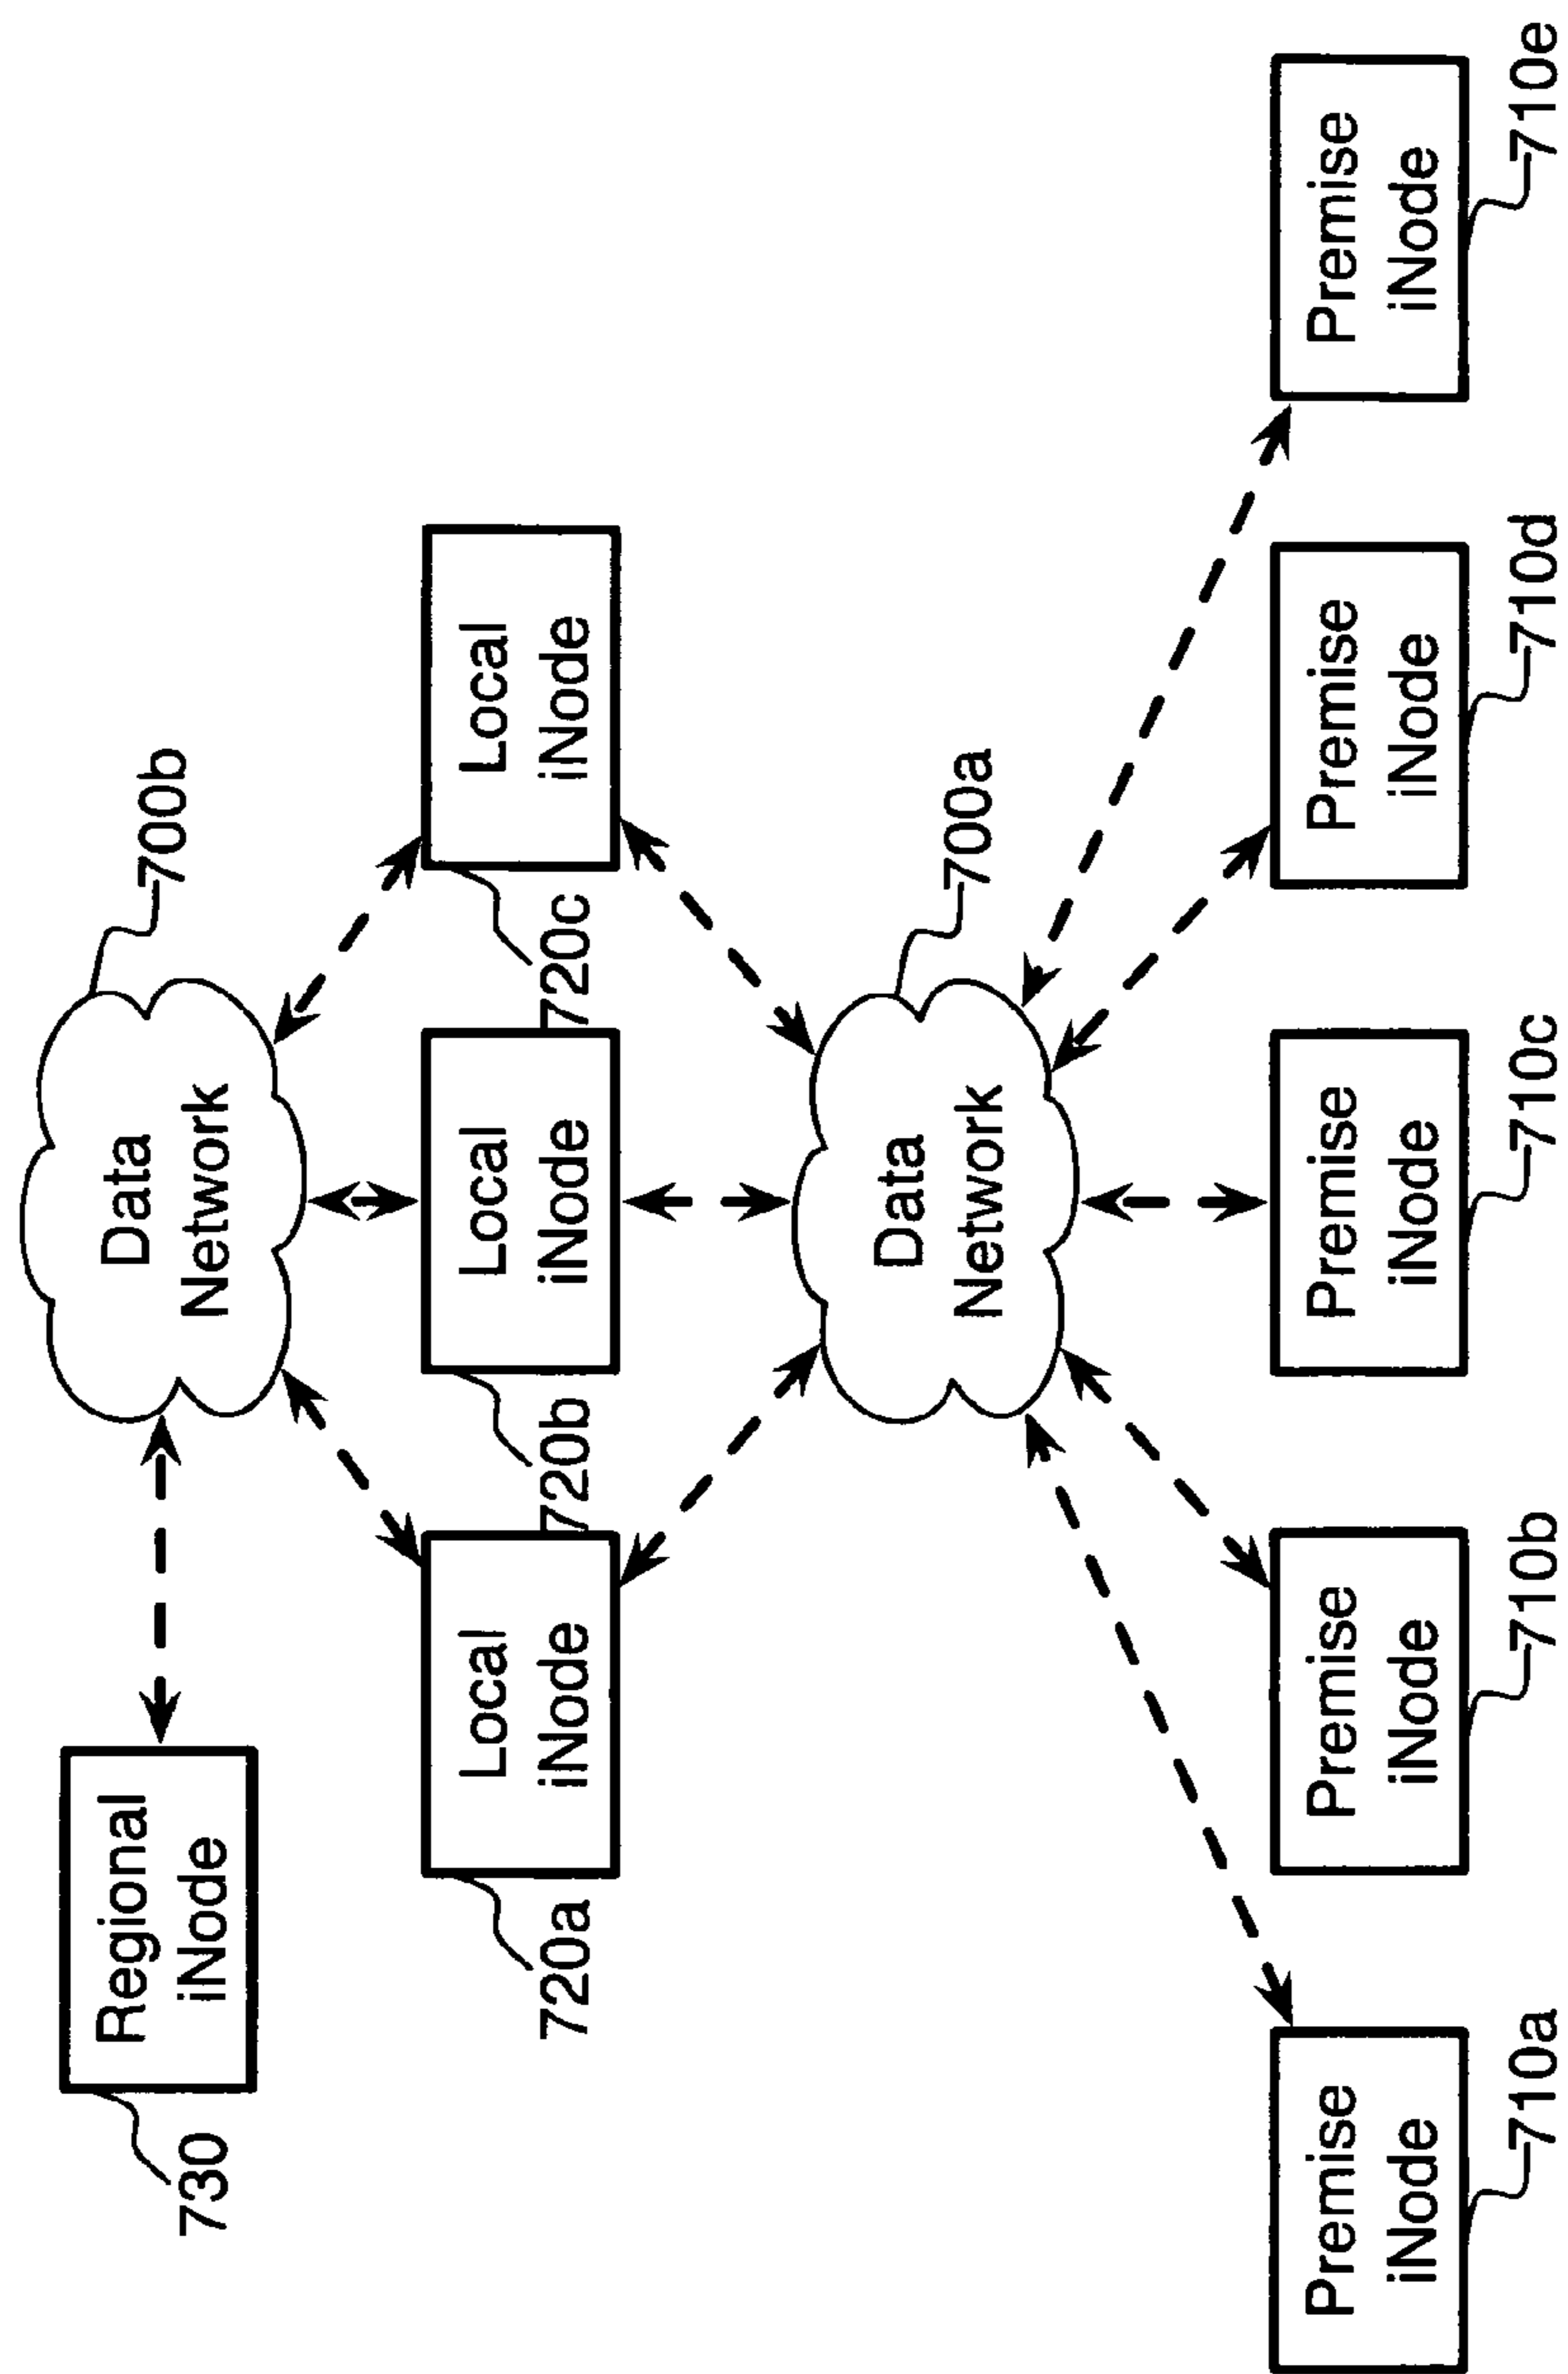 Regional
iNode
730
Data
Network
700b
Local
iNode
720a
Local
iNode
720b
Local
iNode
720c
Data
Network
700a
Premise
iNode
710a
Premise
iNode
710b
Premise
iNode
710c
Premise
iNode
710d
Premise
iNode
710e